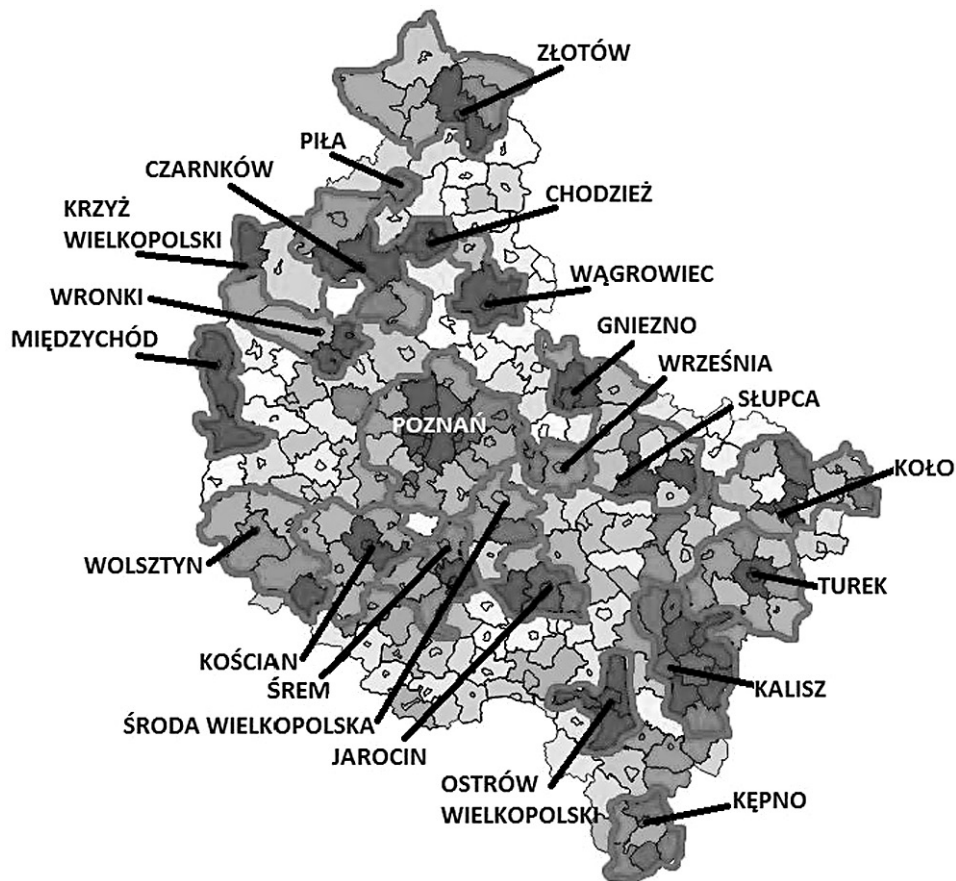 ZŁOTÓW
PIŁA
CZARNKÓW
CHODZIEŻ
KRZYŻ
WIELKOPOLSKI
WĄGROWIEC
WRONKI
GNIEZNO
MIĘDZYCHÓD
WRZEŚNIA
SŁUPCA
POZNAŃ
KOŁO
WOLSZTYN
TUREK
KOŚCIAN
ŚREM
KALISZ
ŚRODA WIELKOPOLSKA
JAROCIN
OSTRÓW
WIELKOPOLSKI
KĘPNO